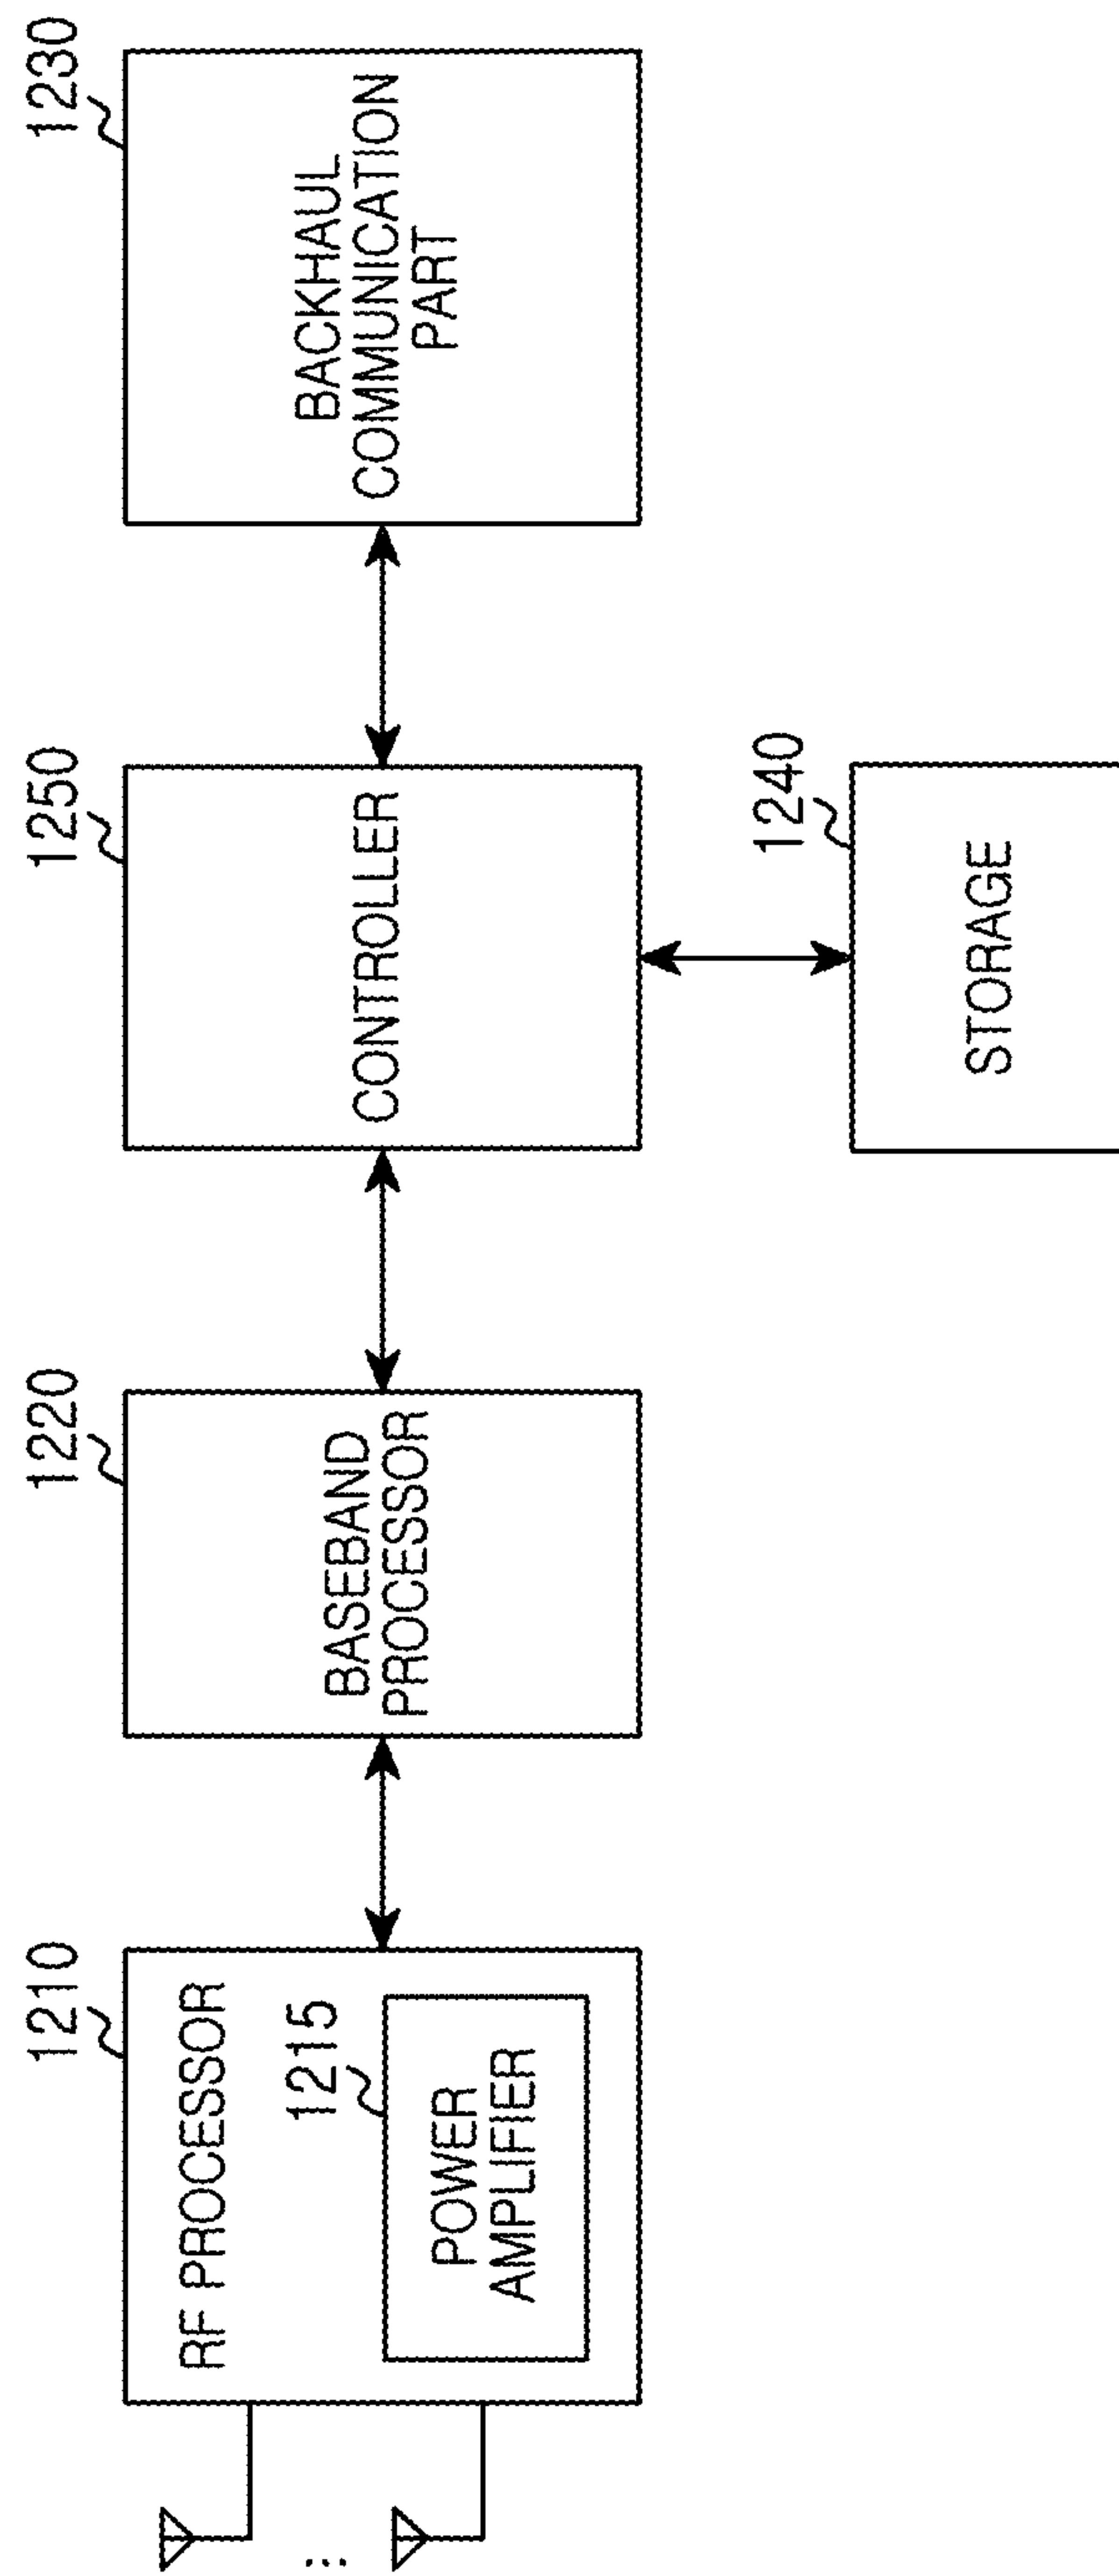 1210
RF PROCESSOR
1215
POWER
AMPLIFIER
1220
BASEBAND
PROCESSOR
1250
CONTROLLER
1230
BACKHAUL
COMMUNICATION
PART
1240
STORAGE